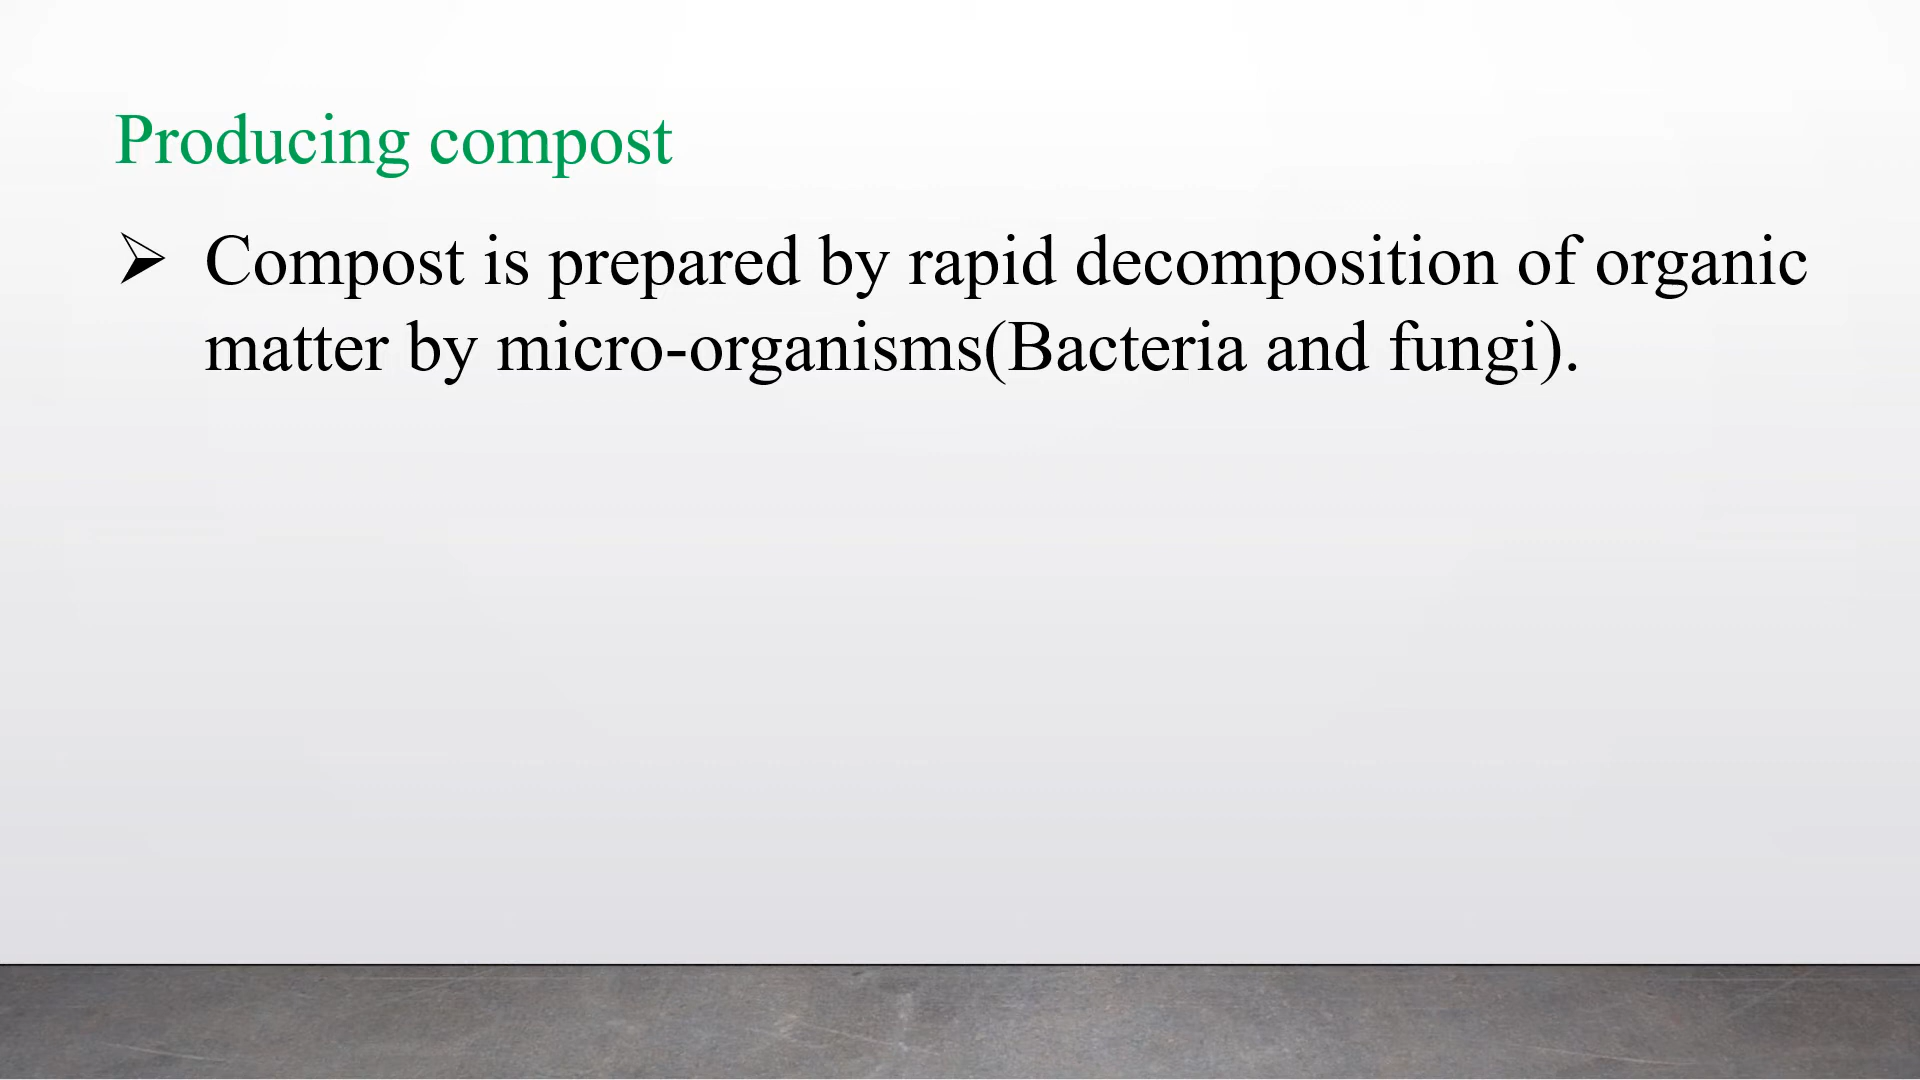 Producing compost
➢ Compost is prepared by rapid decomposition of organic
matter by micro-organisms(Bacteria and fungi).